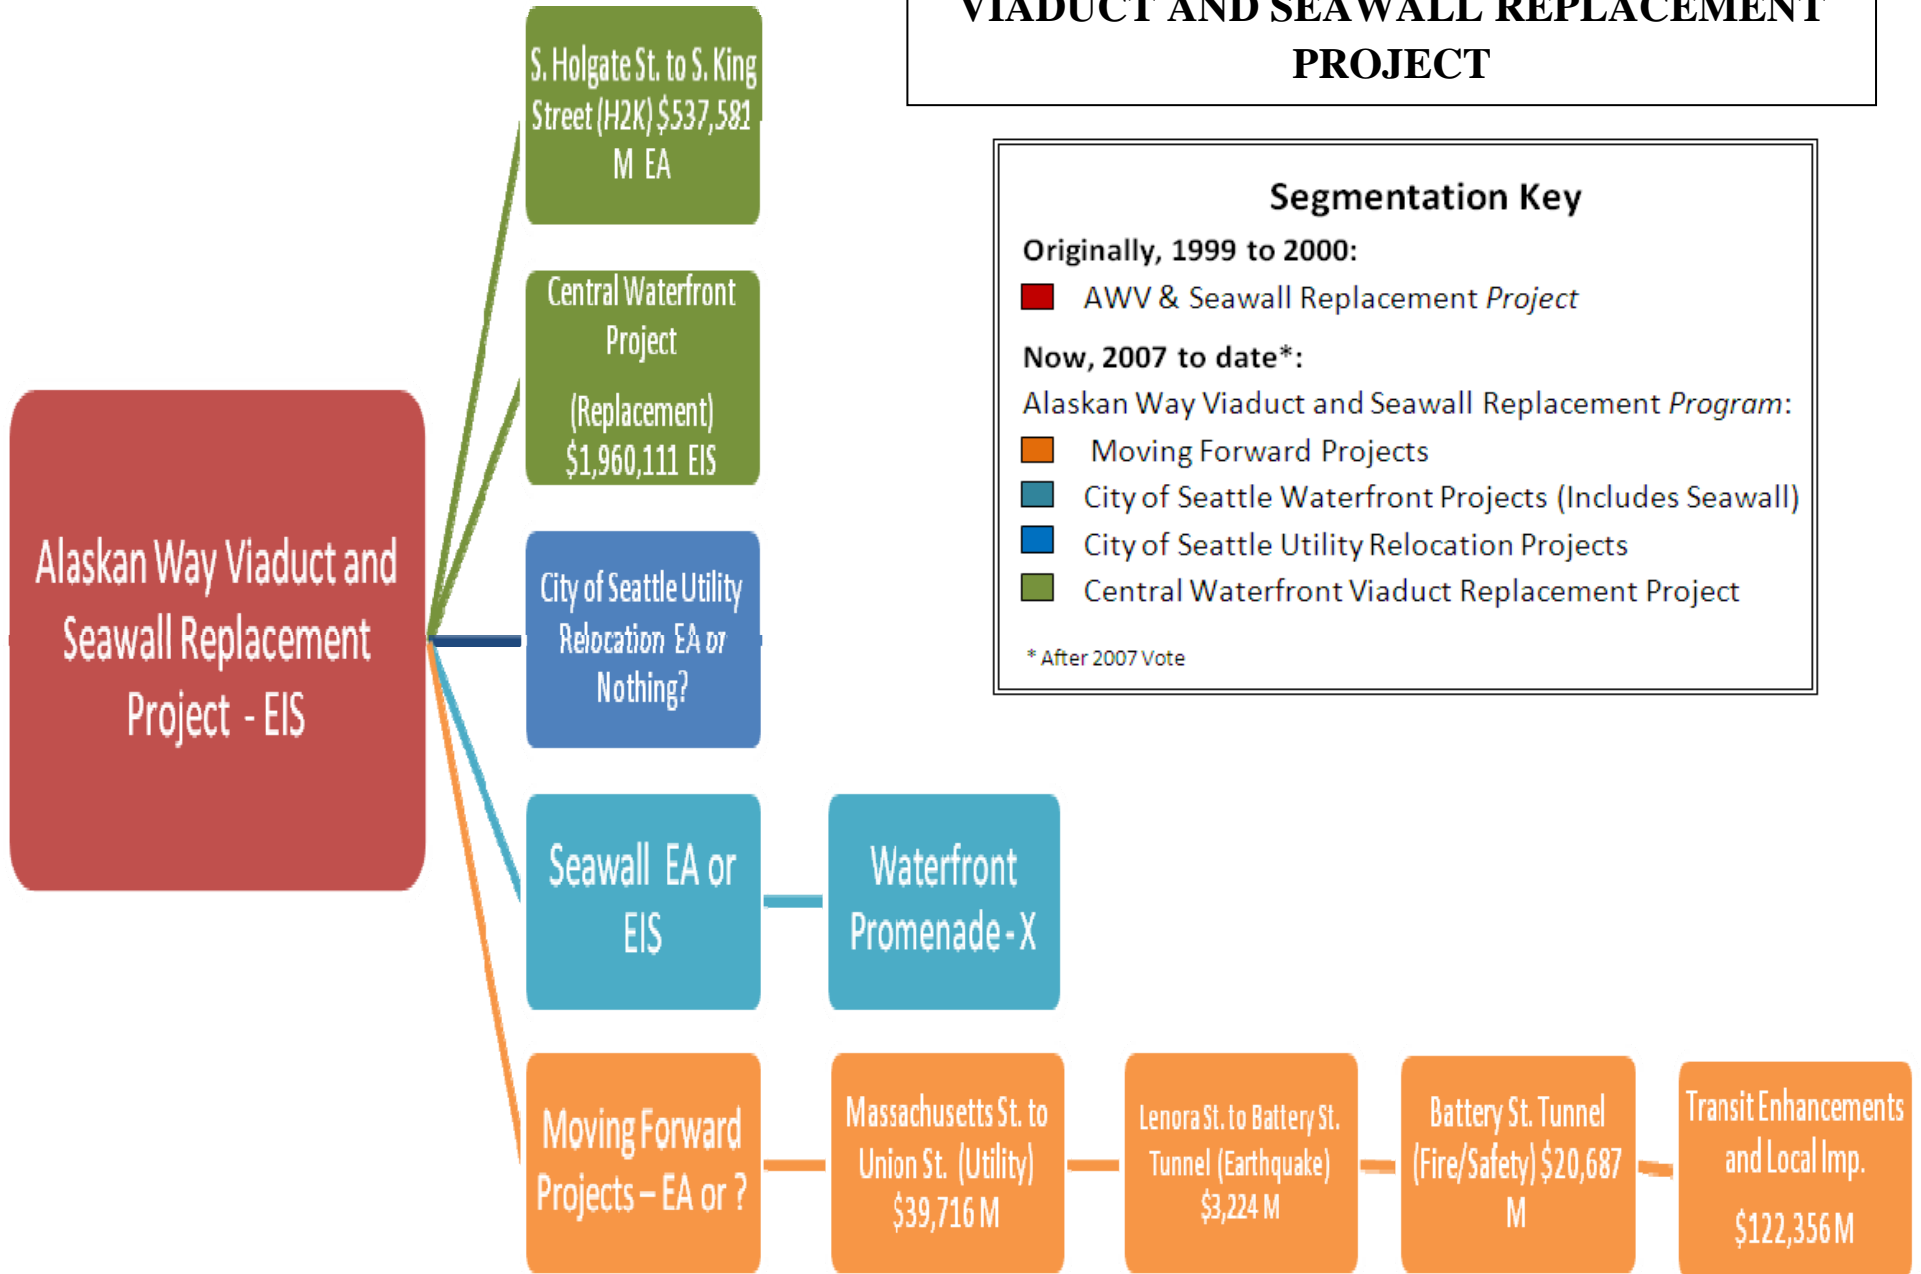 VIADUCT AND SEAWALL REPLACEMENT
PROJECT
S. Holgate St. to S. King
Street (H2K) $537,581
M EA
Central Waterfront
Project
(Replacement)
$1,960,111 EIS
City of Seattle Utility
Relocation EA or
Nothing?
Alaskan Way Viaduct and
Seawall Replacement
Project - EIS
Seawall EA or
EIS
Waterfront
Promenade - X
Moving Forward
Projects – EA or ?
Massachusetts St. to
Union St. (Utility)
$39,716 M
Lenora St. to Battery St.
Tunnel (Earthquake)
$3,224 M
Battery St. Tunnel
(Fire/Safety) $20,687
M
Transit Enhancements
and Local Imp.
$122,356 M
Segmentation Key
Originally, 1999 to 2000:
AWV & Seawall Replacement Project
Now, 2007 to date*:
Alaskan Way Viaduct and Seawall Replacement Program:
Moving Forward Projects
City of Seattle Waterfront Projects (Includes Seawall)
City of Seattle Utility Relocation Projects
Central Waterfront Viaduct Replacement Project
* After 2007 Vote